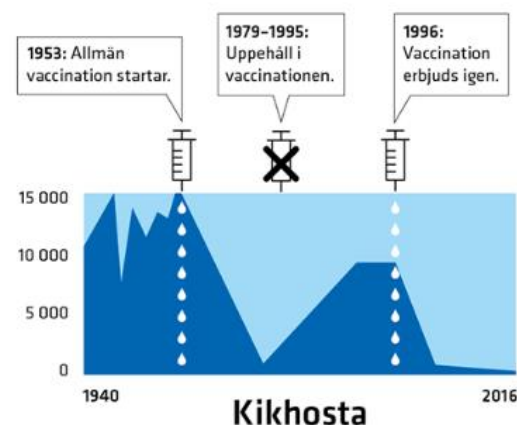 1953: Allmän
vaccination startar.
1979–1995:
Uppehåll i
vaccinationen.
1996:
Vaccination
erbjuds igen.
15 000
10 000
5 000
0
1940
2016
Kikhosta